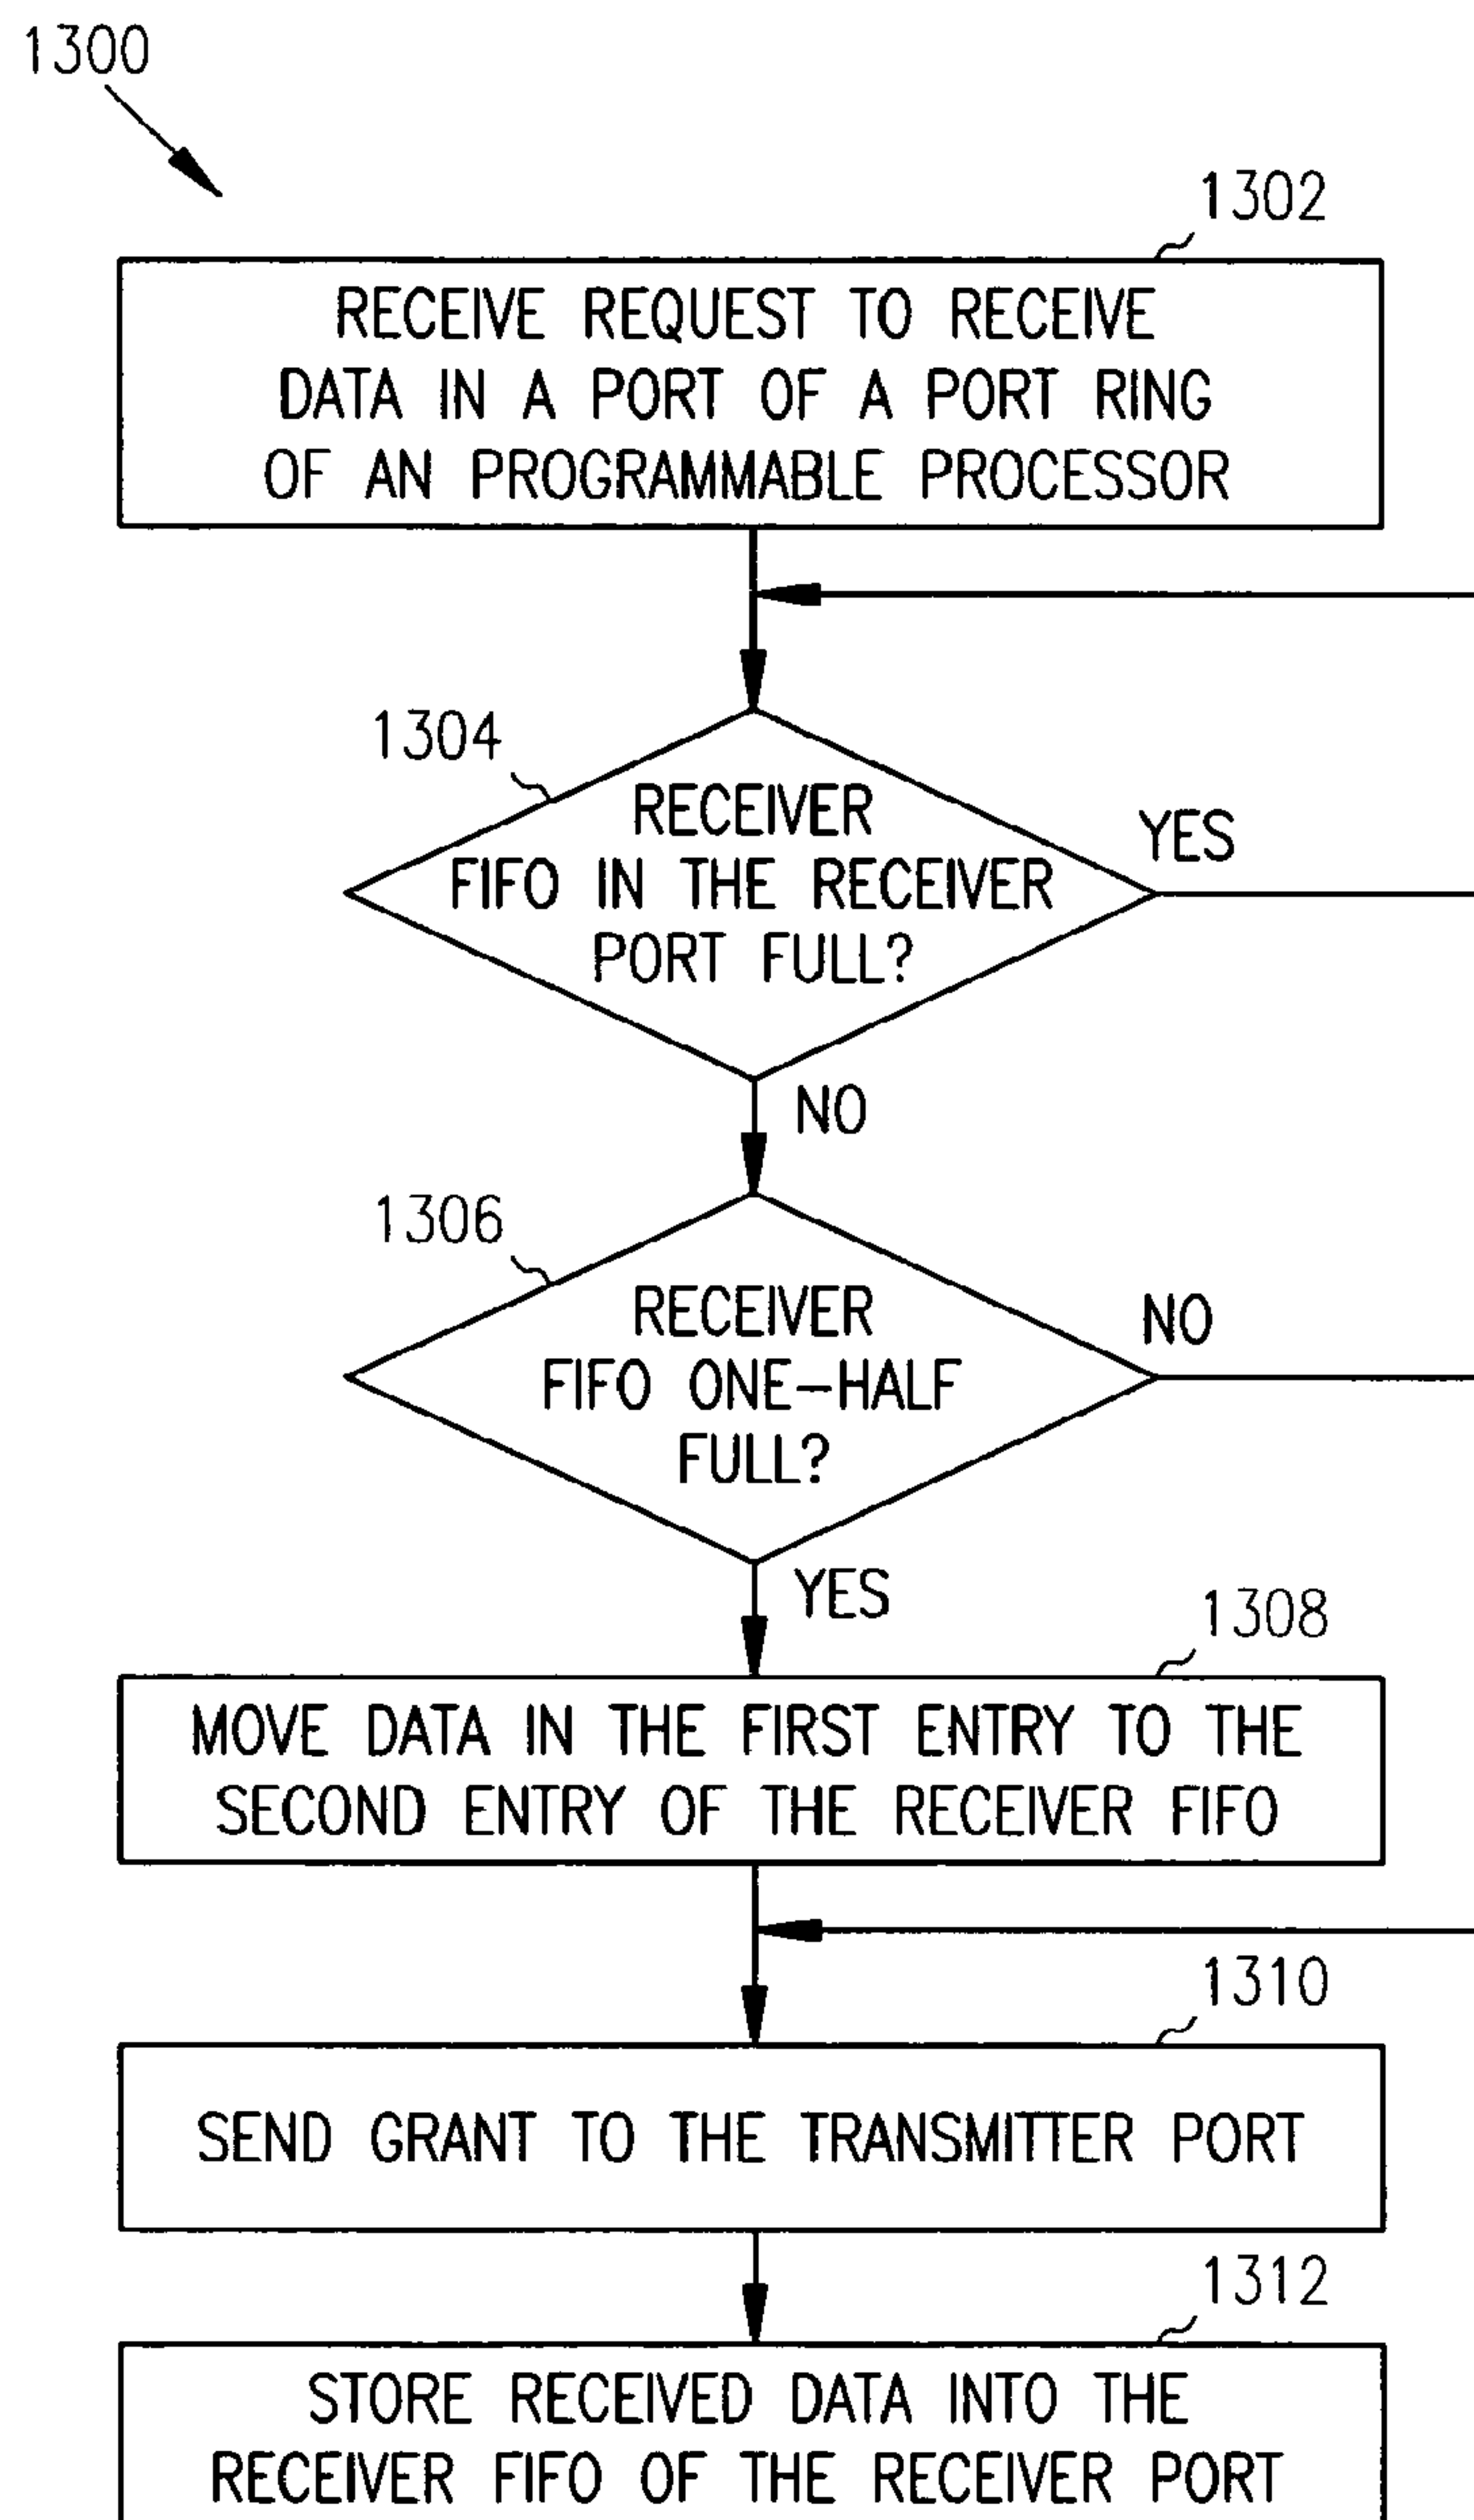 1300
1302
RECEIVE REQUEST TO RECEIVE
DATA IN A PORT OF A PORT RING
OF AN PROGRAMMABLE PROCESSOR
1304
RECEIVER
FIFO IN THE RECEIVER
PORT FULL?
YES
NO
1306
RECEIVER
FIFO ONE-HALF
FULL?
NO
YES
1308
MOVE DATA IN THE FIRST ENTRY TO THE
SECOND ENTRY OF THE RECEIVER FIFO
1310
SEND GRANT TO THE TRANSMITTER PORT
1312
STORE RECEIVED DATA INTO THE
RECEIVER FIFO OF THE RECEIVER PORT